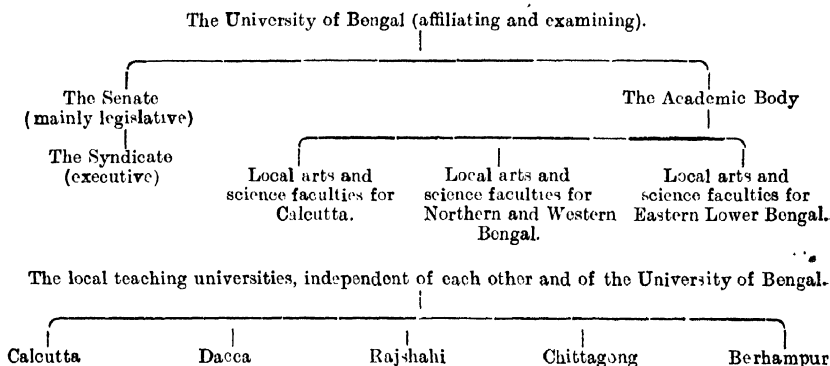 The University of Bengal (affiliating and examining).
The Senate
(mainly legislative)
The Academic Body
The Syndicate
(executive)
Local arts and
science faculties for
Calcutta.
Local arts and
science faculties for
Northern and Western
Bengal.
Local arts and
science faculties for
Eastern Lower Bengal.
The local teaching universities, independent of each other and of the University of Bengal.
Calcutta Dacca Rajshahi Chittagong Berhampur